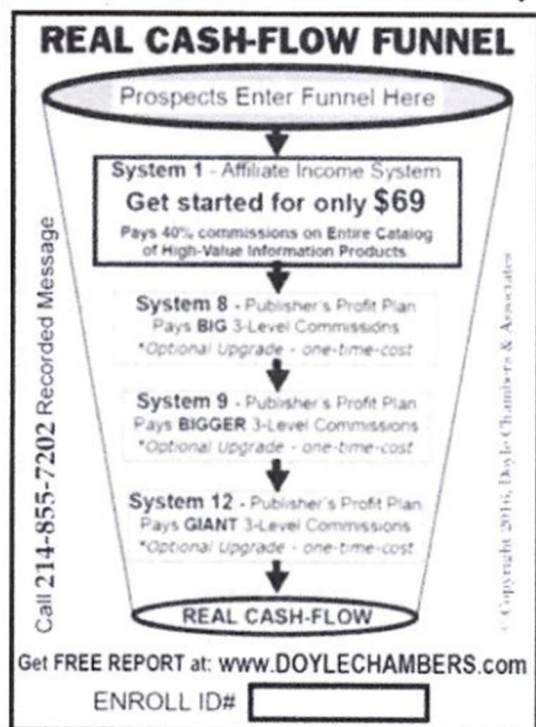 REAL CASH-FLOW FUNNEL
Prospects Enter Funnel Here
System 1 - Affiliate Income System
Get started for only $69
Pays 40% commissions on Entire Catalog
of High-Value Information Products
System 8 - Publisher's Profit Plan
Pays BIG 3-Level Commissions
*Optional Upgrade - one-time-cost
System 9 - Publisher's Profit Plan
Pays BIGGER 3-Level Commissions
*Optional Upgrade - one-time-cost
System 12 - Publisher's Profit Plan
Pays GIANT 3-Level Commissions
*Optional Upgrade - one-time-cost
REAL CASH-FLOW
Call 214-855-7202 Recorded Message
© Copyright 2016, Doyle Chambers & Associates
Get FREE REPORT at: www.DOYLECHAMBERS.com
ENROLL ID#